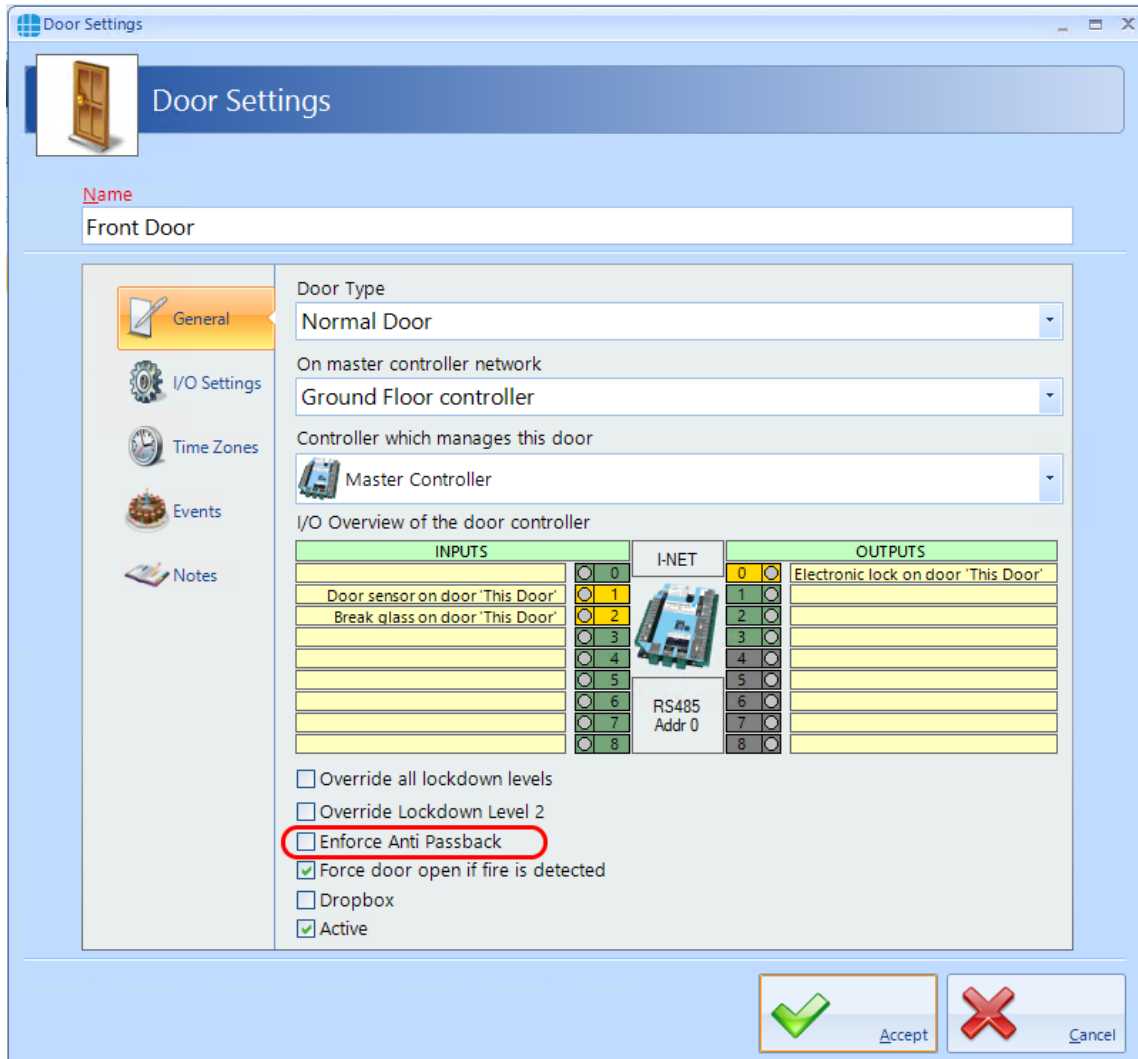 Door Settings
Door Settings
Name
Front Door
General
I/O Settings
Time Zones
Events
Notes
Door Type
Normal Door
On master controller network
Ground Floor controller
Controller which manages this door
Master Controller
I/O Overview of the door controller
INPUTS I-NET OUTPUTS
0 0 Electronic lock on door 'This Door'
Door sensor on door 'This Door' 1 1
Break glass on door 'This Door' 2 2
3 3
4 4
5 5
6 RS485 6
7 Addr 0 7
8 8
Override all lockdown levels
Override Lockdown Level 2
Enforce Anti Passback
Force door open if fire is detected
Dropbox
Active
Accept Cancel